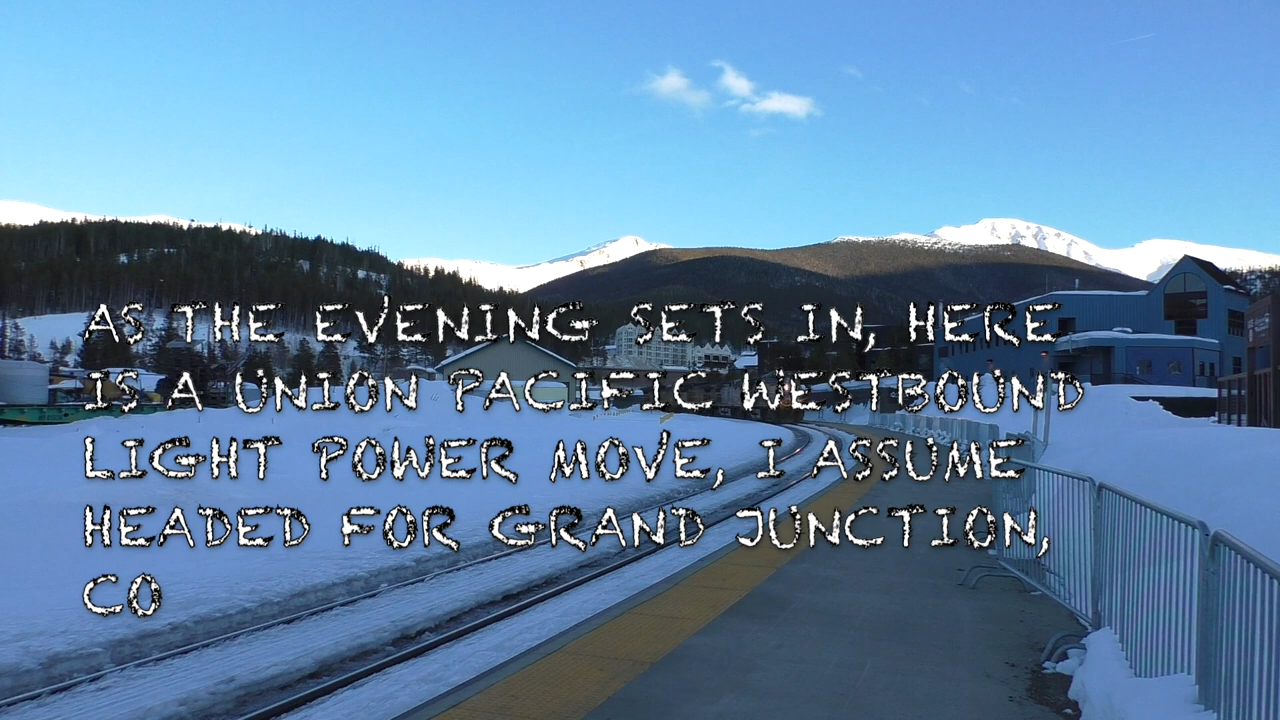 AS THE EVENING SETS IN, HERE
IS A UNION PACIFIC WESTBOUND
LIGHT POWER MOVE, I ASSUME
HEADED FOR GRAND JUNCTION,
CO